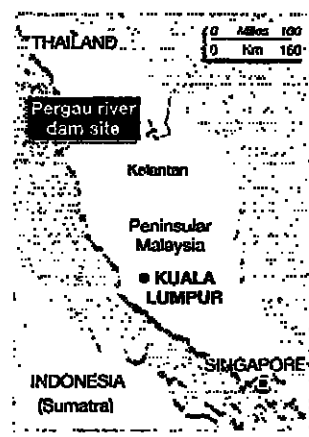 THAILAND
0 Miles 100
0 Km 160
Pergau river
dam site
Kelantan
Peninsular
Malaysia
KUALA
LUMPUR
SINGAPORE
INDONESIA
(Sumatra)